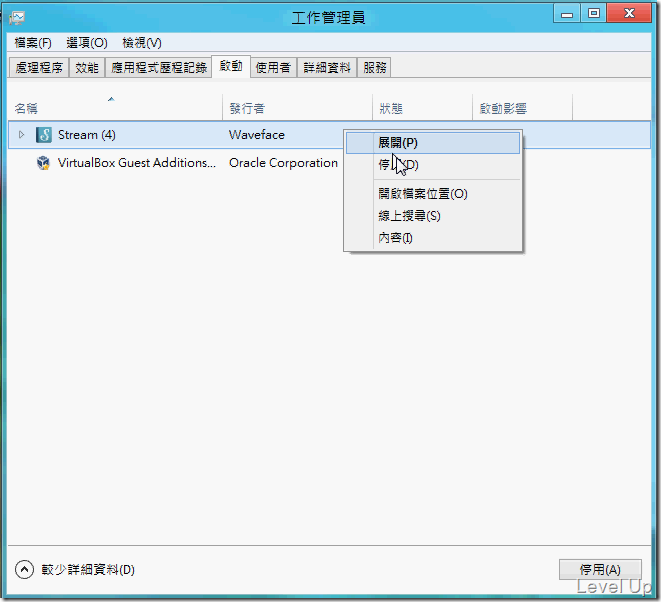 工作管理員
檔案(F) 選項(O) 檢視(V)
處理程序 效能 應用程式歷程記錄 啟動 使用者 詳細資料 服務
名稱 發行者 狀態 啟動影響
Stream (4) Waveface
VirtualBox Guest Additions... Oracle Corporation
展開(P)
開啟檔案位置(O)
線上搜尋(S)
內容(I)
較少詳細資料(D) 停用(A)
Level Up